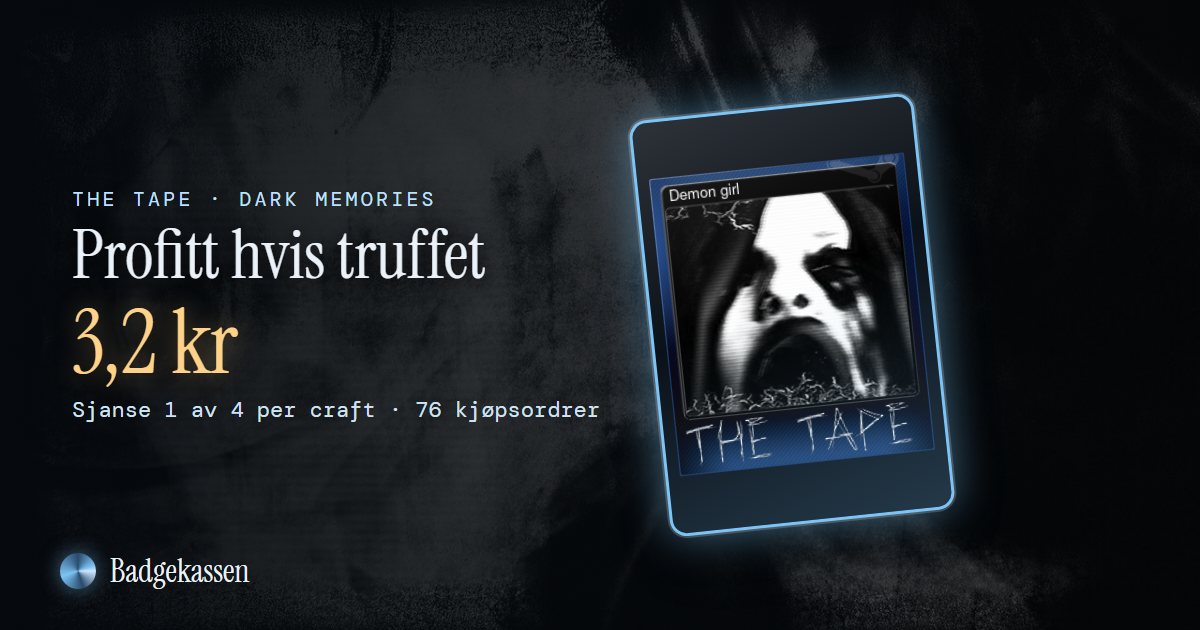 THE TAPE · DARK MEMORIES
Profitt hvis truffet
3,2 kr
Sjanse 1 av 4 per craft · 76 kjøpsordrer
Badgekassen
Demon girl
THE TAPE